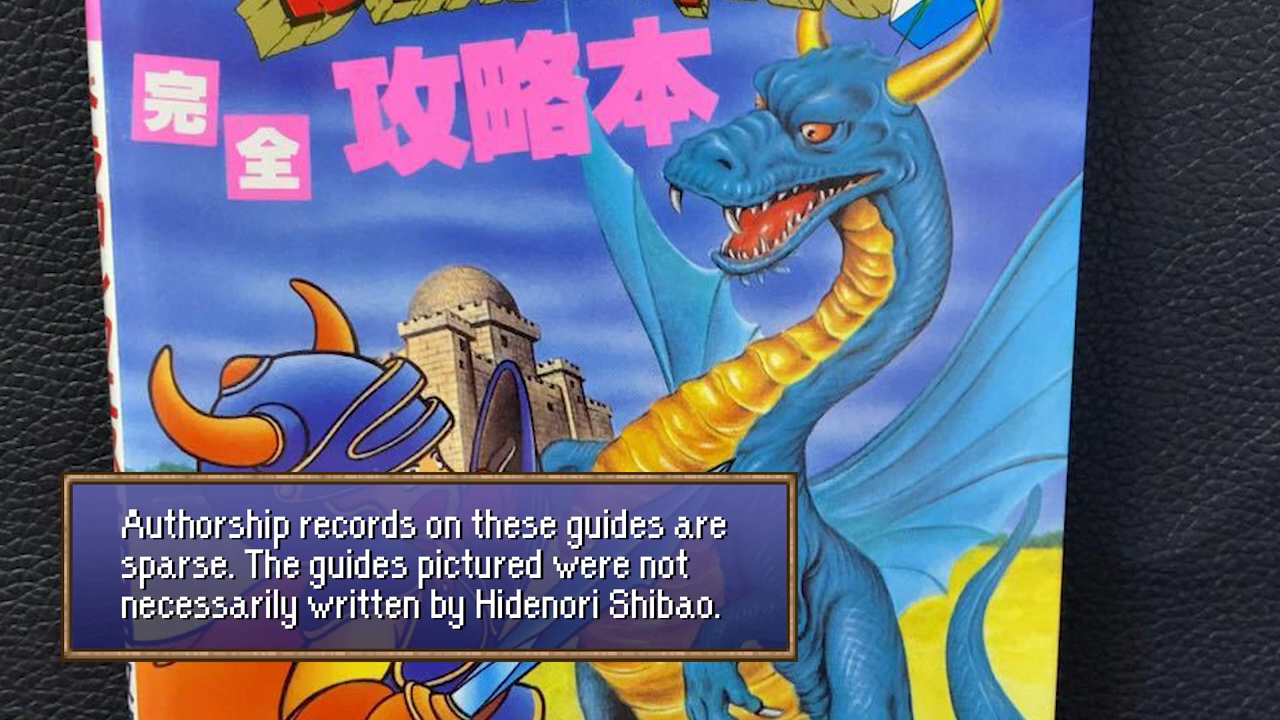 完全 攻略本
Authorship records on these guides are
sparse. The guides pictured were not
necessarily written by Hidenori Shibao.